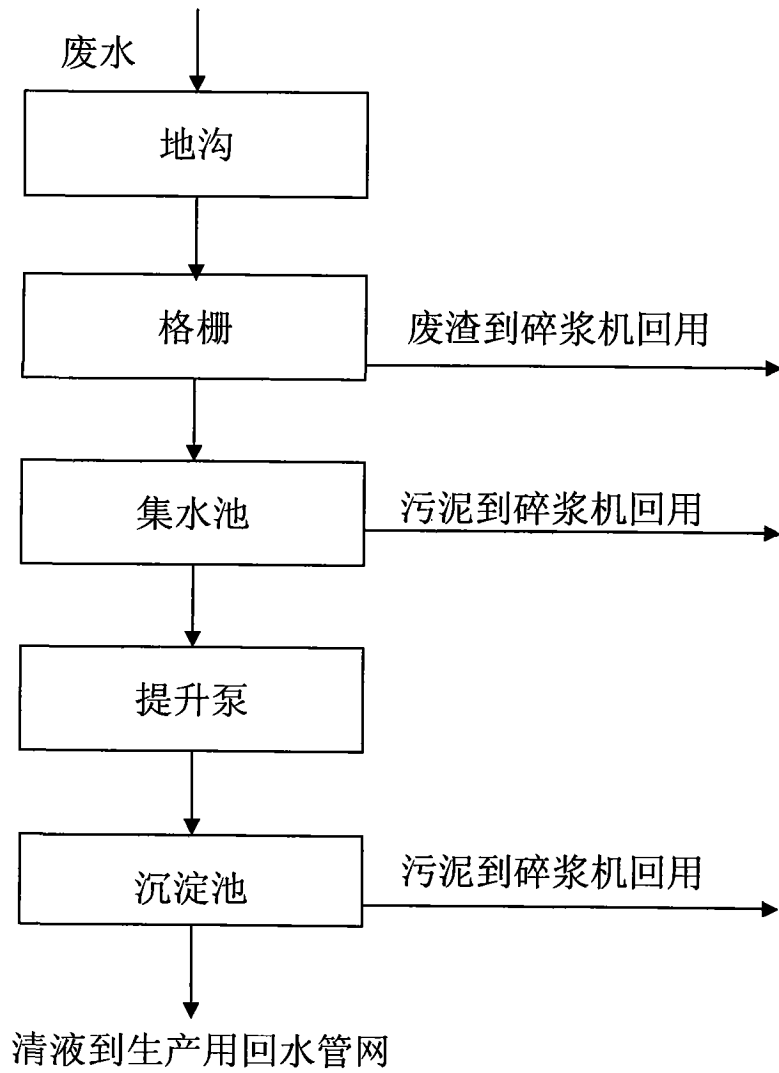 废水
地沟
格栅
废渣到碎浆机回用
集水池
污泥到碎浆机回用
提升泵
沉淀池
污泥到碎浆机回用
清液到生产用回水管网